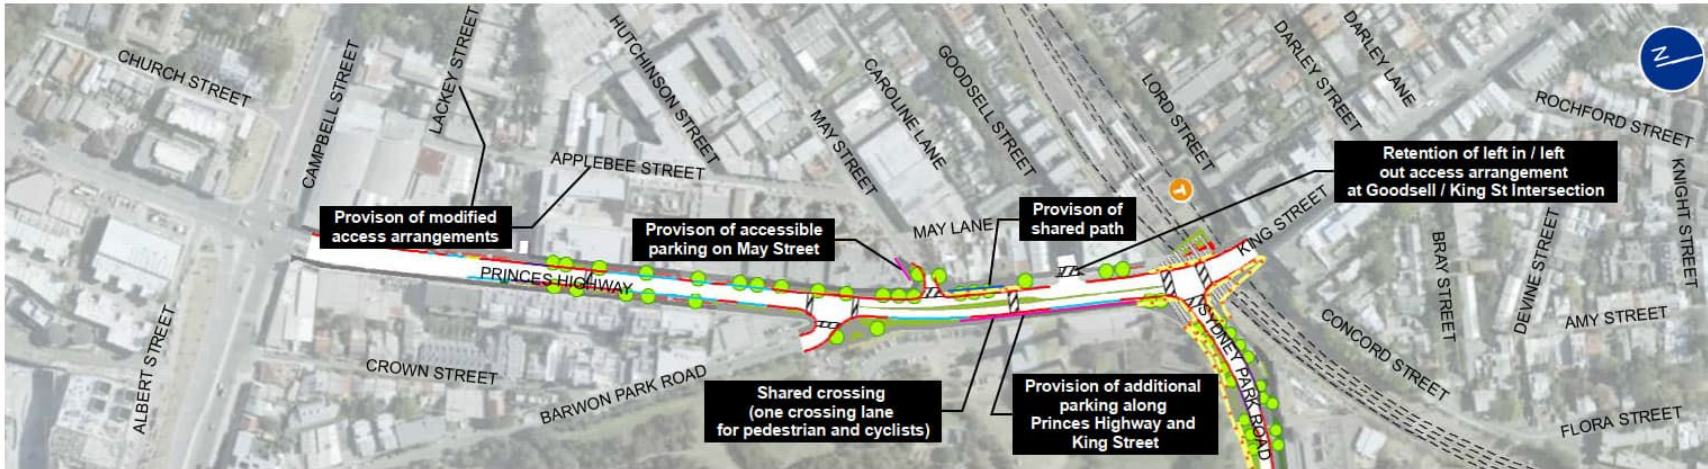 CHURCH STREET
CAMPBELL STREET
LACKEY STREET
HUTCHINSON STREET
APPLEBEE STREET
MAY STREET
CAROLINE LANE
GOODSELL STREET
LORD STREET
DARLEY STREET
DARLEY LANE
ROCHFORD STREET
KNIGHT STREET
N
T
Retention of left in / left
out access arrangement
at Goodsell / King St Intersection
Provison of modified
access arrangements
Provison of accessible
parking on May Street
MAY LANE
Provison of
shared path
KING STREET
PRINCES HIGHWAY
BRAY STREET
DEVINE STREET
AMY STREET
ALBERT STREET
CROWN STREET
BARWON PARK ROAD
Shared crossing
(one crossing lane
for pedestrian and cyclists)
Provision of additional
parking along
Princes Highway and
King Street
SYDNEY PARK ROAD
CONCORD STREET
FLORA STREET